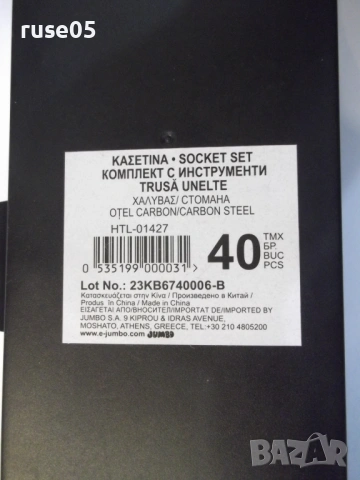 ruse05
ΚΑΣΕΤΙΝΑ • SOCKET SET
КОМПЛЕКТ С ИНСТРУМЕНТИ
TRUSĂ UNELTE
ΧΑΛΥΒΑΣ/ СТОМАНА
OȚEL CARBON/CARBON STEEL
HTL-01427
40 ΤΜΧ
БР.
BUC
PCS
0 535199 000031 >
Lot No.: 23KB6740006-B
Κατασκευάζεται στην Κίνα / Произведено в Китай /
Produs în China / Made in China
ΕΙΣΑΓΕΤΑΙ ΑΠΟ/ВНОСИТЕЛ/IMPORTAT DE/IMPORTED BY
JUMBO S.A. 9 KIPROU & IDRAS AVENUE,
MOSHATO, ATHENS, GREECE, TEL:+30 210 4805200
www.e-jumbo.com JUMBO
BAZAR